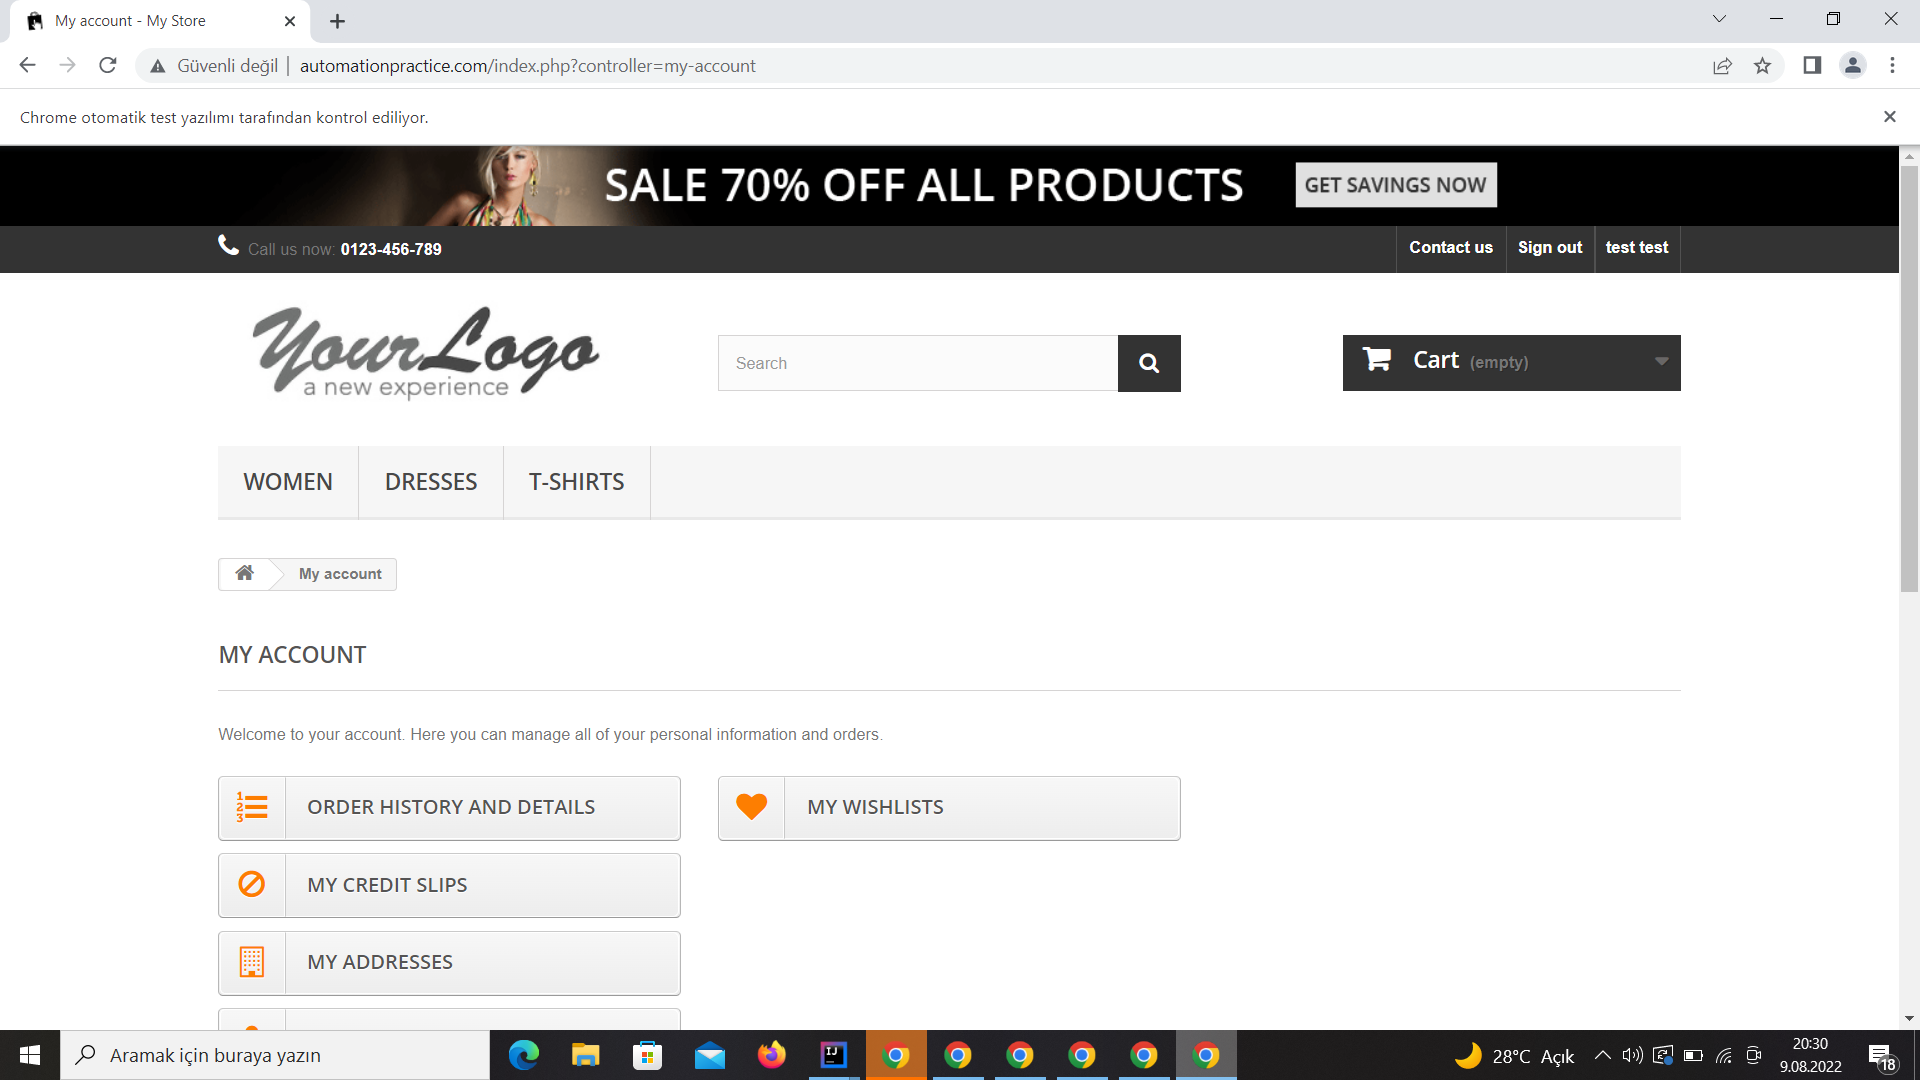 My account - My Store
Güvenli değil | automationpractice.com/index.php?controller=my-account
Chrome otomatik test yazılımı tarafından kontrol ediliyor.
SALE 70% OFF ALL PRODUCTS GET SAVINGS NOW
Call us now: 0123-456-789 Contact us Sign out test test
Your Logo
a new experience
Search
Cart (empty)
WOMEN DRESSES T-SHIRTS
My account
MY ACCOUNT
Welcome to your account. Here you can manage all of your personal information and orders.
ORDER HISTORY AND DETAILS MY WISHLISTS
MY CREDIT SLIPS
MY ADDRESSES
Aramak için buraya yazın
IJ
28°C Açık
20:30
9.08.2022
18